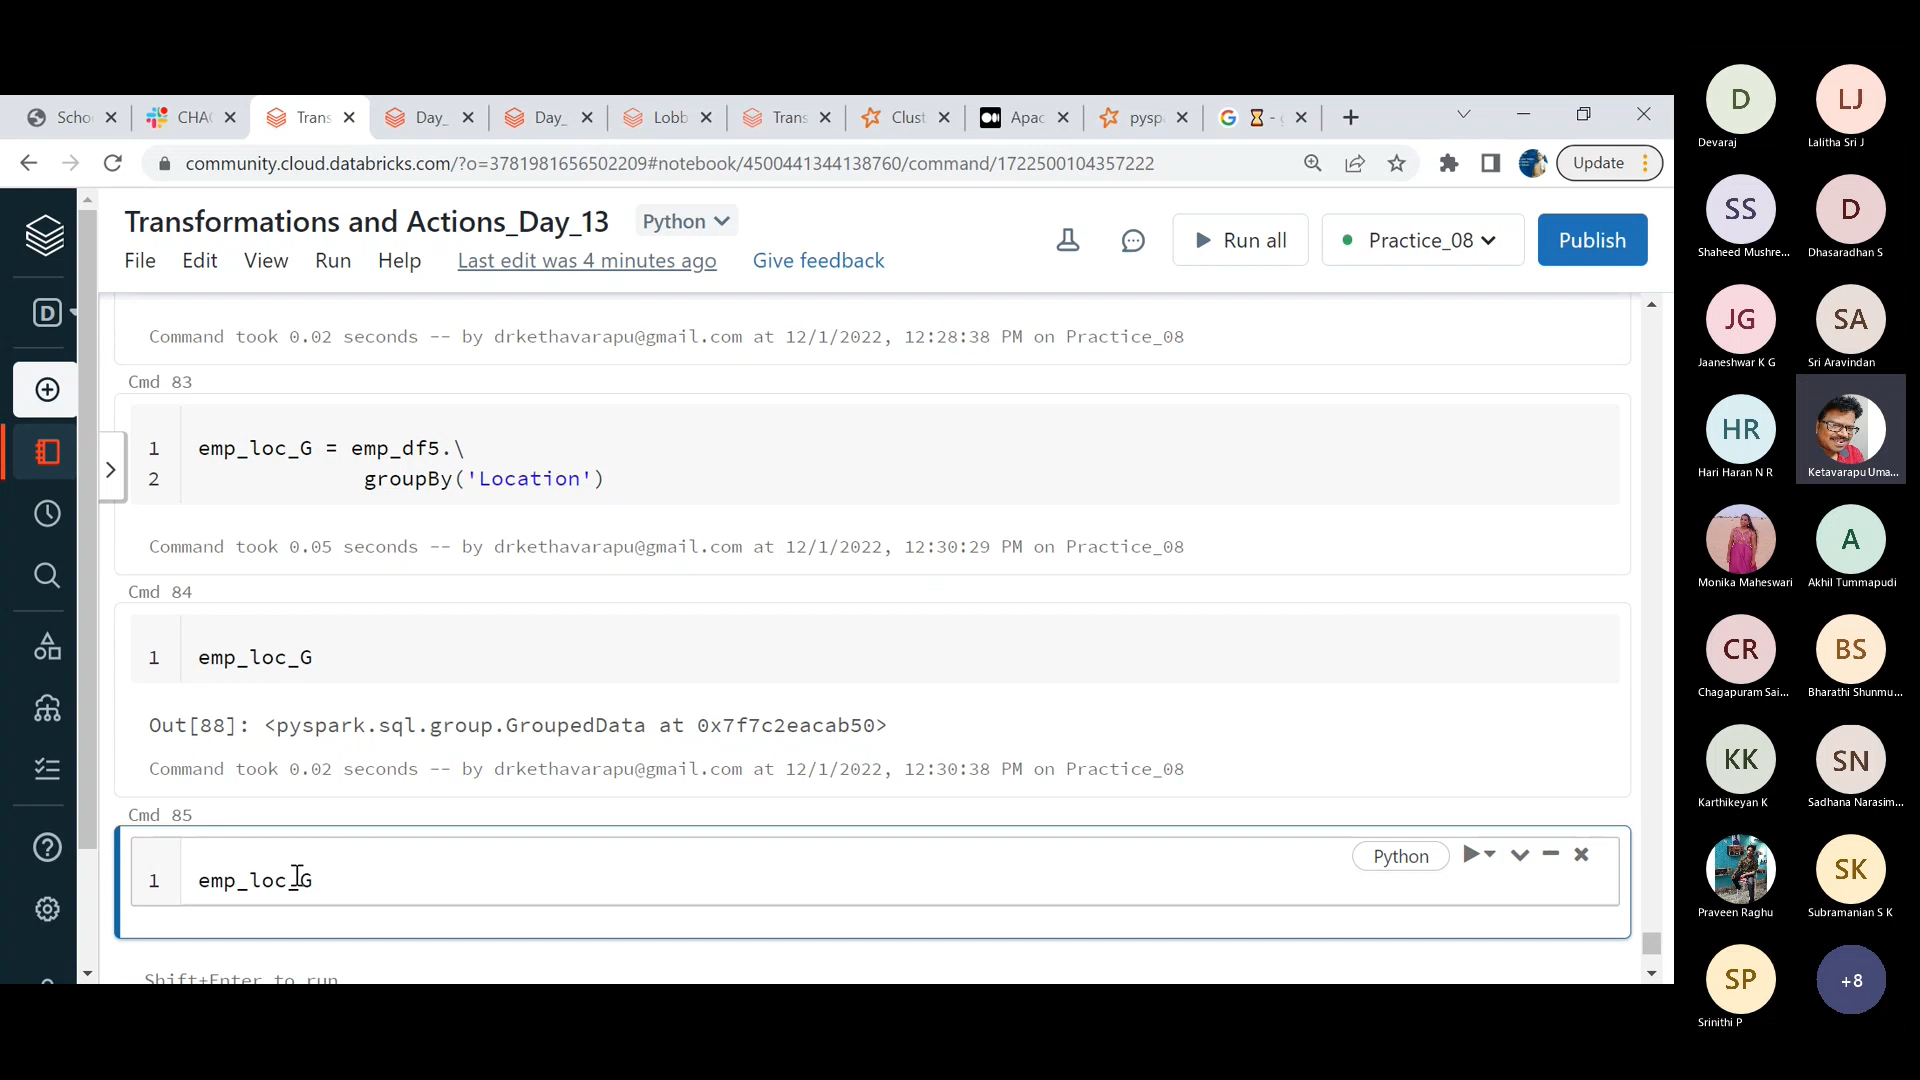 Scho
CHA
Trans
Day_
Day_
Lobb
Trans
Clust
Apac
pysp
community.cloud.databricks.com/?o=3781981656502209#notebook/4500441344138760/command/1722500104357222
Update
Transformations and Actions_Day_13
Python
File Edit View Run Help Last edit was 4 minutes ago Give feedback
Run all
Practice_08
Publish
D
Command took 0.02 seconds -- by drkethavarapu@gmail.com at 12/1/2022, 12:28:38 PM on Practice_08
Cmd 83
1 emp_loc_G = emp_df5.\
2 groupBy('Location')
Command took 0.05 seconds -- by drkethavarapu@gmail.com at 12/1/2022, 12:30:29 PM on Practice_08
Cmd 84
1 emp_loc_G
Out[88]: <pyspark.sql.group.GroupedData at 0x7f7c2eacab50>
Command took 0.02 seconds -- by drkethavarapu@gmail.com at 12/1/2022, 12:30:38 PM on Practice_08
Cmd 85
Python
1 emp_loc_G
Shift+Enter to run
D
Devaraj
LJ
Lalitha Sri J
SS
Shaheed Mushre...
D
Dhasaradhan S
JG
Jaaneshwar K G
SA
Sri Aravindan
HR
Hari Haran N R
Ketavarapu Uma...
Monika Maheswari
A
Akhil Tummapudi
CR
Chagapuram Sai...
BS
Bharathi Shunmu...
KK
Karthikeyan K
SN
Sadhana Narasim...
Praveen Raghu
SK
Subramanian S K
SP
Srinithi P
+8